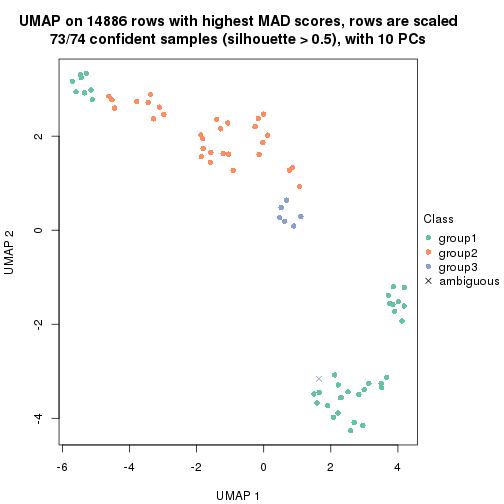 UMAP on 14886 rows with highest MAD scores, rows are scaled
73/74 confident samples (silhouette > 0.5), with 10 PCs
2
0
-2
-4
UMAP 2
-6
-4
-2
0
2
4
UMAP 1
Class
group1
group2
group3
ambiguous